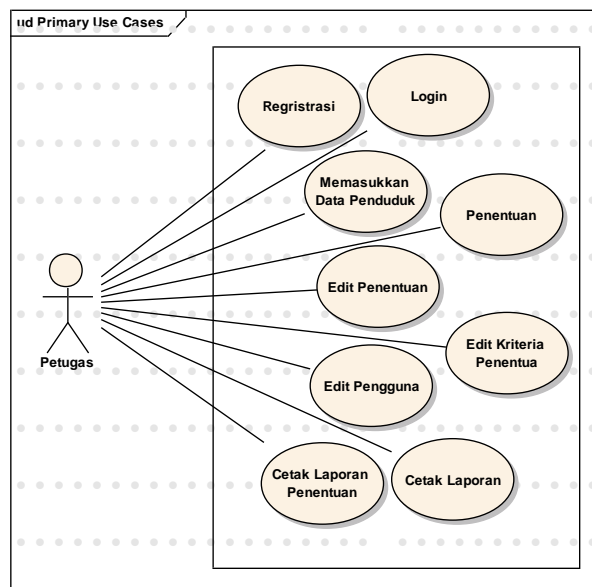 ud Primary Use Cases
Regristrasi
Login
Memasukkan
Data Penduduk
Penentuan
Edit Penentuan
Edit Kriteria
Penentua
Petugas
Edit Pengguna
Cetak Laporan
Penentuan
Cetak Laporan